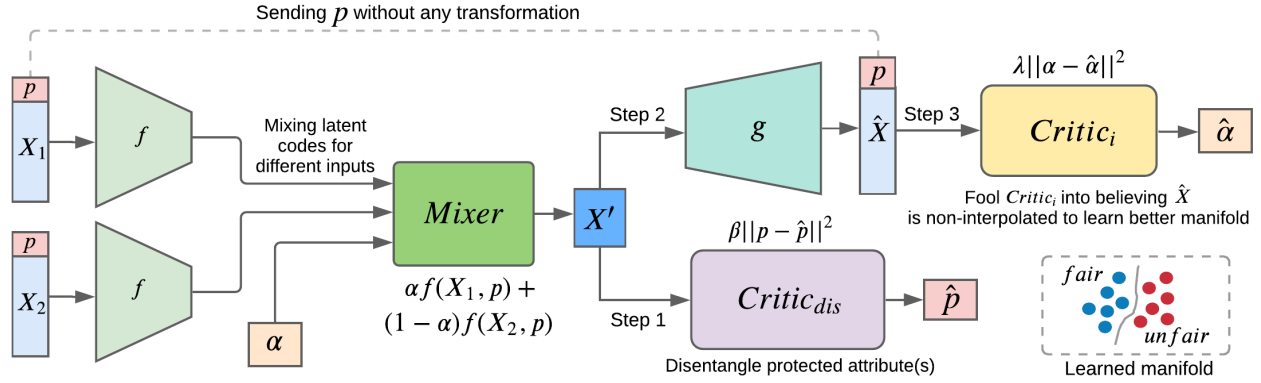 Sending p without any transformation
p
X₁
f
Mixing latent
codes for
different inputs
p
X₂
f
α
Mixer
αf(X₁, p) +
(1 − α)f(X₂, p)
X′
Step 2
g
p
X̂
Step 3
λ||α − α̂||²
Criticᵢ
α̂
Fool Criticᵢ into believing X̂
is non-interpolated to learn better manifold
Step 1
β||p − p̂||²
Critic_dis
p̂
Disentangle protected attribute(s)
fair
unfair
Learned manifold